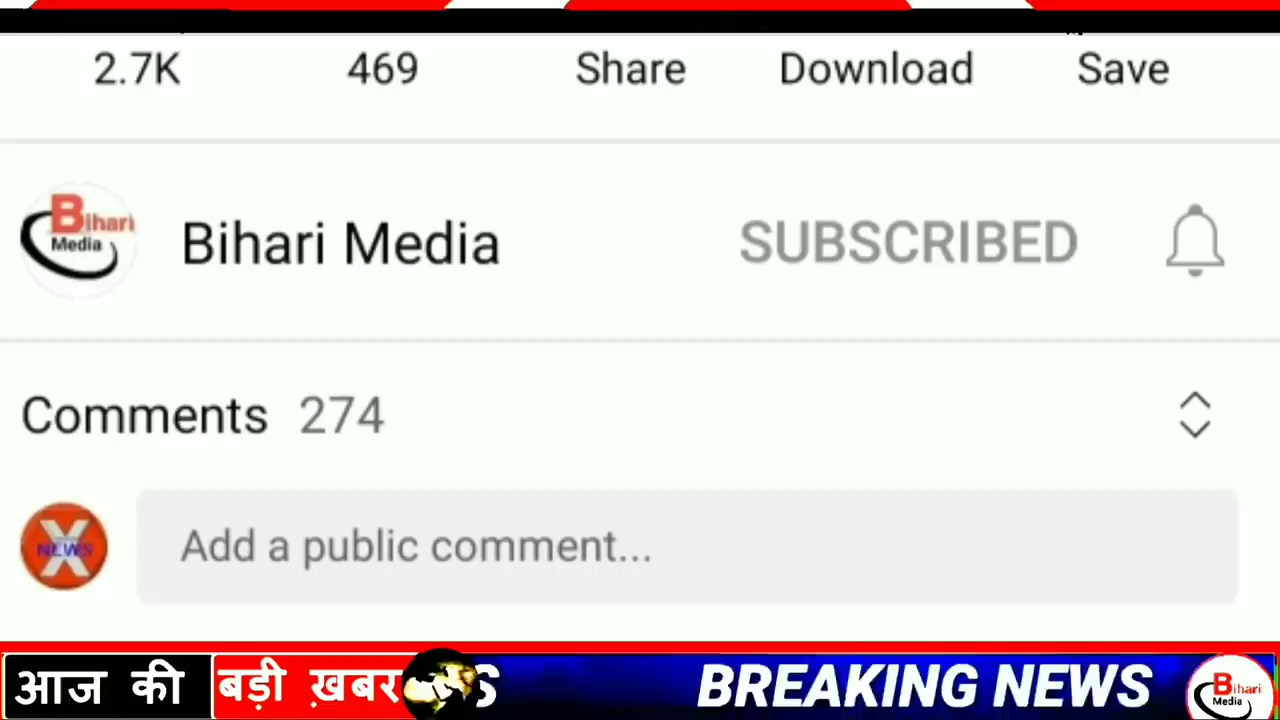 2.7K 469 Share Download Save
Bihari Media
Bihari Media SUBSCRIBED
Comments 274
NEWS X
Add a public comment...
आज की बड़ी ख़बर S BREAKING NEWS
Bihari Media